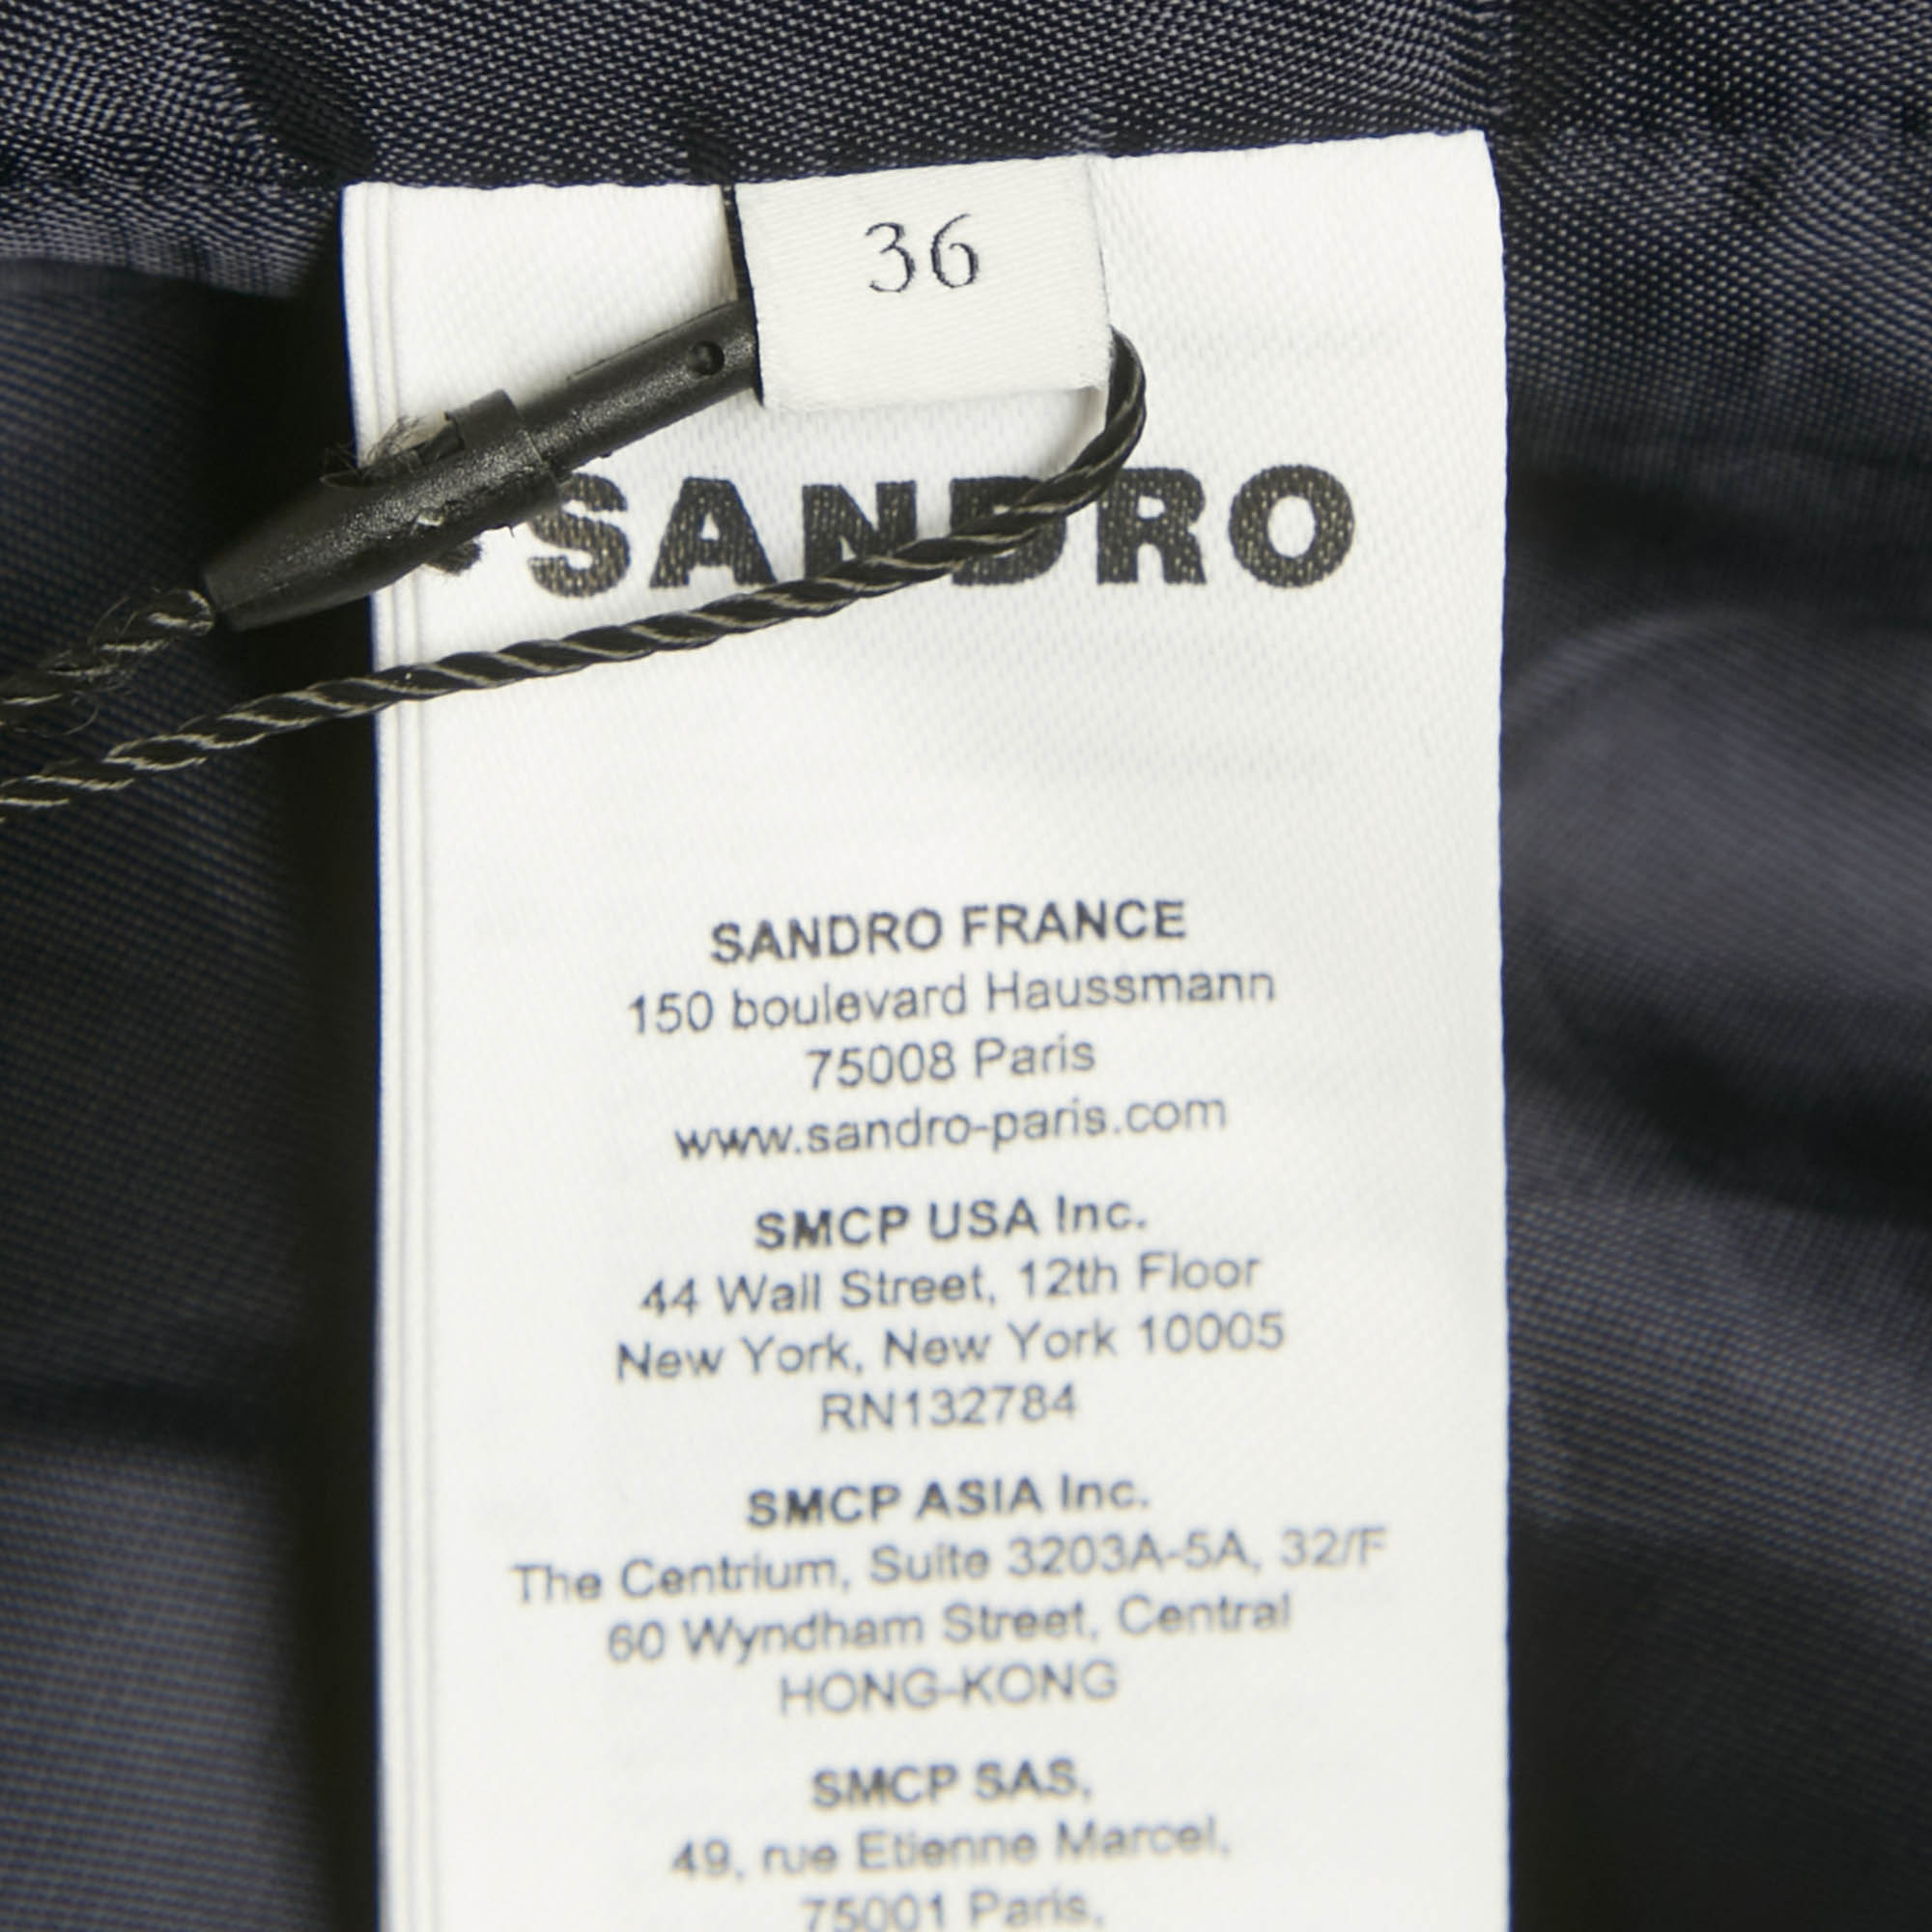 36
SANDRO
SANDRO FRANCE
150 boulevard Haussmann
75008 Paris
www.sandro-paris.com
SMCP USA Inc.
44 Wall Street, 12th Floor
New York, New York 10005
RN132784
SMCP ASIA Inc.
The Centrium, Suite 3203A-5A, 32/F
60 Wyndham Street, Central
HONG-KONG
SMCP SAS,
49, rue Etienne Marcel,
75001 Paris,